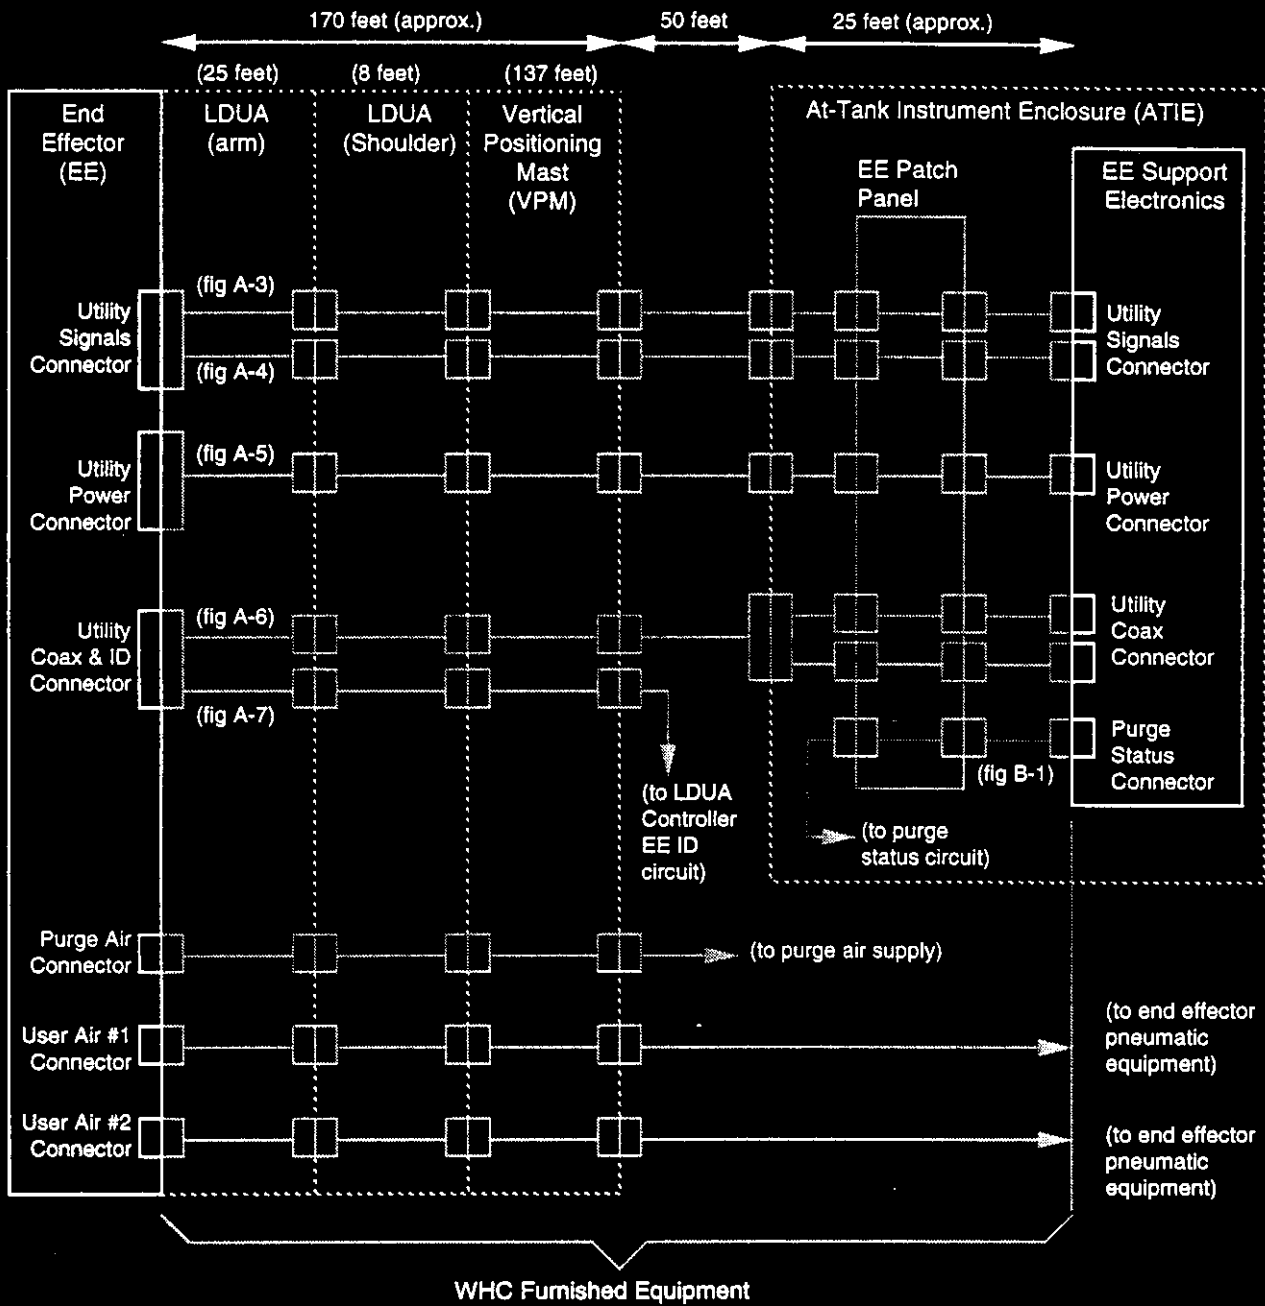 170 feet (approx.)
50 feet
25 feet (approx.)
(25 feet)
(8 feet)
(137 feet)
End
Effector
(EE)
LDUA
(arm)
LDUA
(Shoulder)
Vertical
Positioning
Mast
(VPM)
At-Tank Instrument Enclosure (ATIE)
EE Patch
Panel
EE Support
Electronics
Utility
Signals
Connector
(fig A-3)
(fig A-4)
Utility
Signals
Connector
Utility
Power
Connector
(fig A-5)
Utility
Power
Connector
Utility
Coax & ID
Connector
(fig A-6)
(fig A-7)
Utility
Coax
Connector
Purge
Status
Connector
(fig B-1)
(to LDUA
Controller
EE ID
circuit)
(to purge
status circuit)
Purge Air
Connector
(to purge air supply)
User Air #1
Connector
(to end effector
pneumatic
equipment)
User Air #2
Connector
(to end effector
pneumatic
equipment)
WHC Furnished Equipment